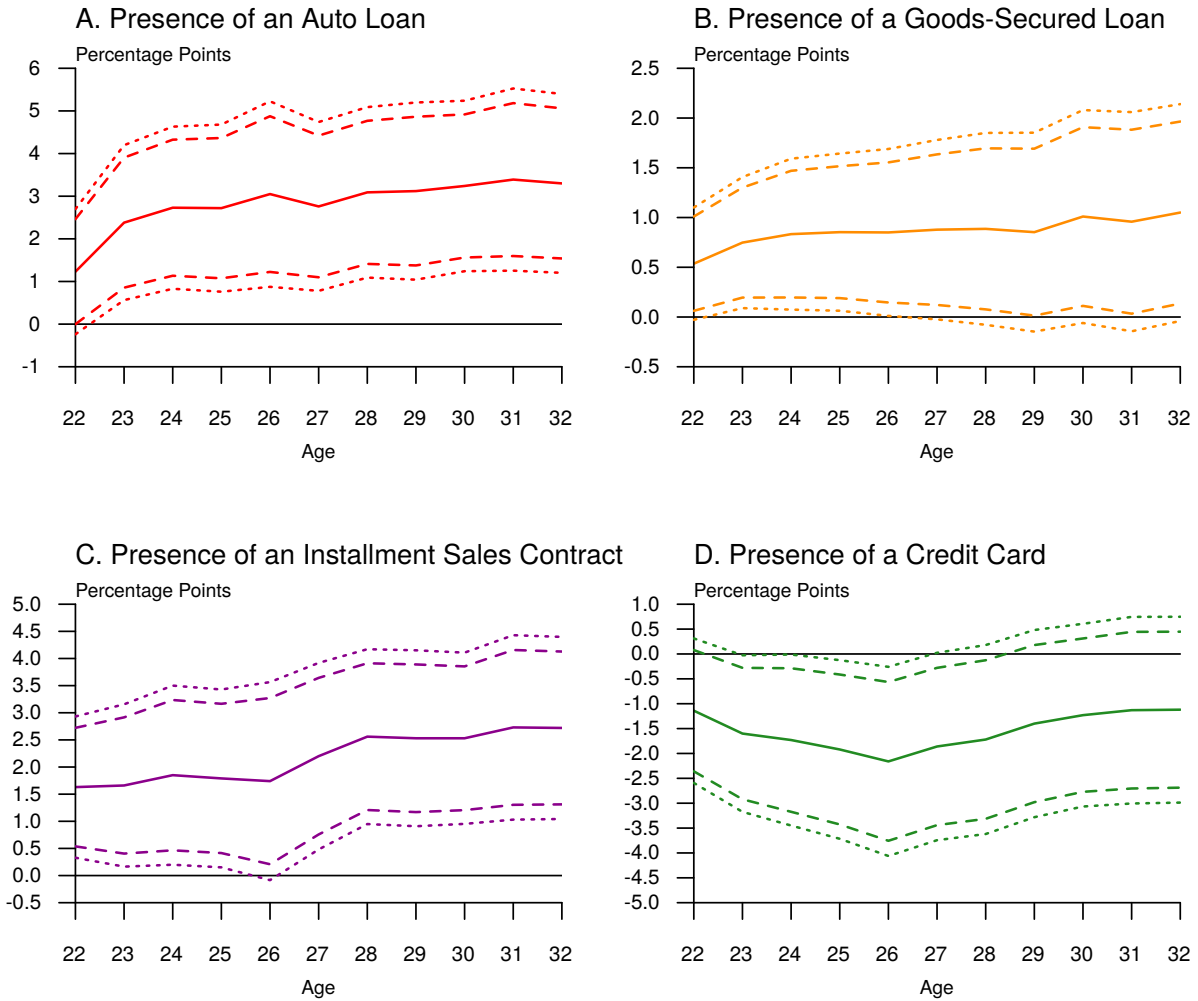 A. Presence of an Auto Loan
Percentage Points
6
5
4
3
2
1
0
-1
22 23 24 25 26 27 28 29 30 31 32
Age
B. Presence of a Goods-Secured Loan
Percentage Points
2.5
2.0
1.5
1.0
0.5
0.0
-0.5
22 23 24 25 26 27 28 29 30 31 32
Age
C. Presence of an Installment Sales Contract
Percentage Points
5.0
4.5
4.0
3.5
3.0
2.5
2.0
1.5
1.0
0.5
0.0
-0.5
22 23 24 25 26 27 28 29 30 31 32
Age
D. Presence of a Credit Card
Percentage Points
1.0
0.5
0.0
-0.5
-1.0
-1.5
-2.0
-2.5
-3.0
-3.5
-4.0
-4.5
-5.0
22 23 24 25 26 27 28 29 30 31 32
Age